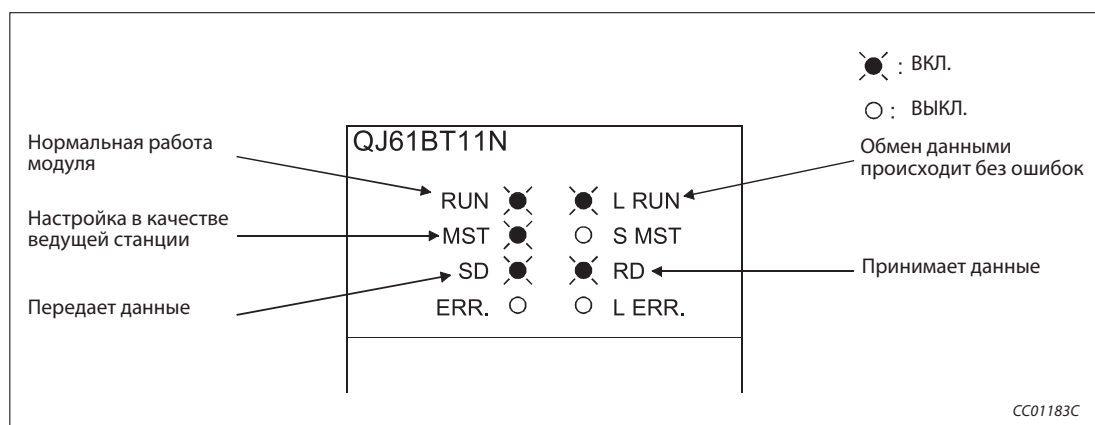 : ВКЛ.
: ВЫКЛ.
Нормальная работа
модуля
QJ61BT11N
Обмен данными
происходит без ошибок
RUN L RUN
Настройка в качестве
ведущей станции
MST S MST
SD RD
Принимает данные
Передает данные
ERR. L ERR.
CC01183C